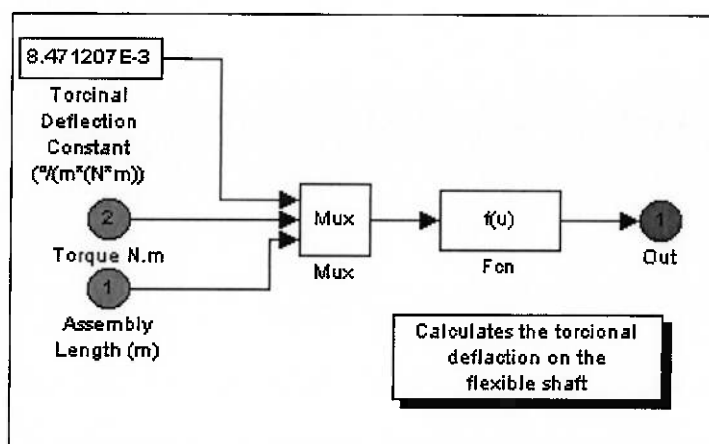 8.471207E-3
Torcinal
Deflection
Constant
(°/(m*(N*m))
2
Torque N.m
1
Assembly
Length (m)
Mux
Mux
f(u)
Fcn
1
Out
Calculates the torcional
deflaction on the
flexible shaft